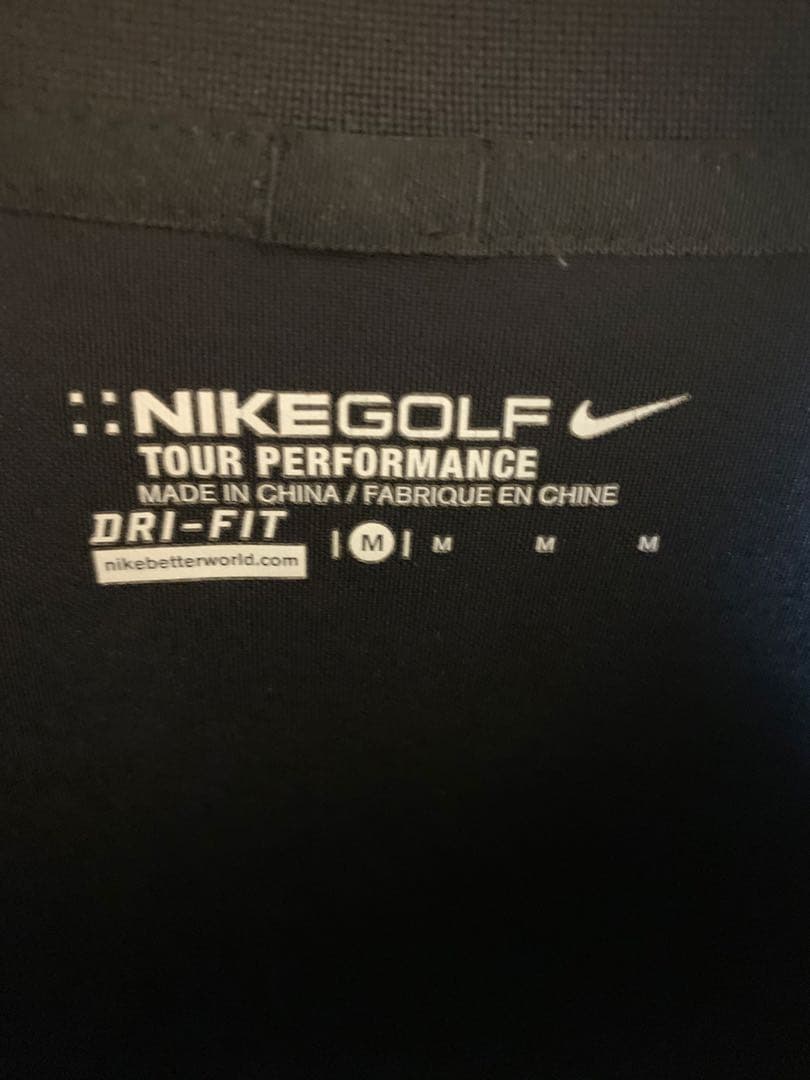 NIKEGOLF
TOUR PERFORMANCE
MADE IN CHINA / FABRIQUE EN CHINE
DRI-FIT
nikebetterworld.com
M M M M